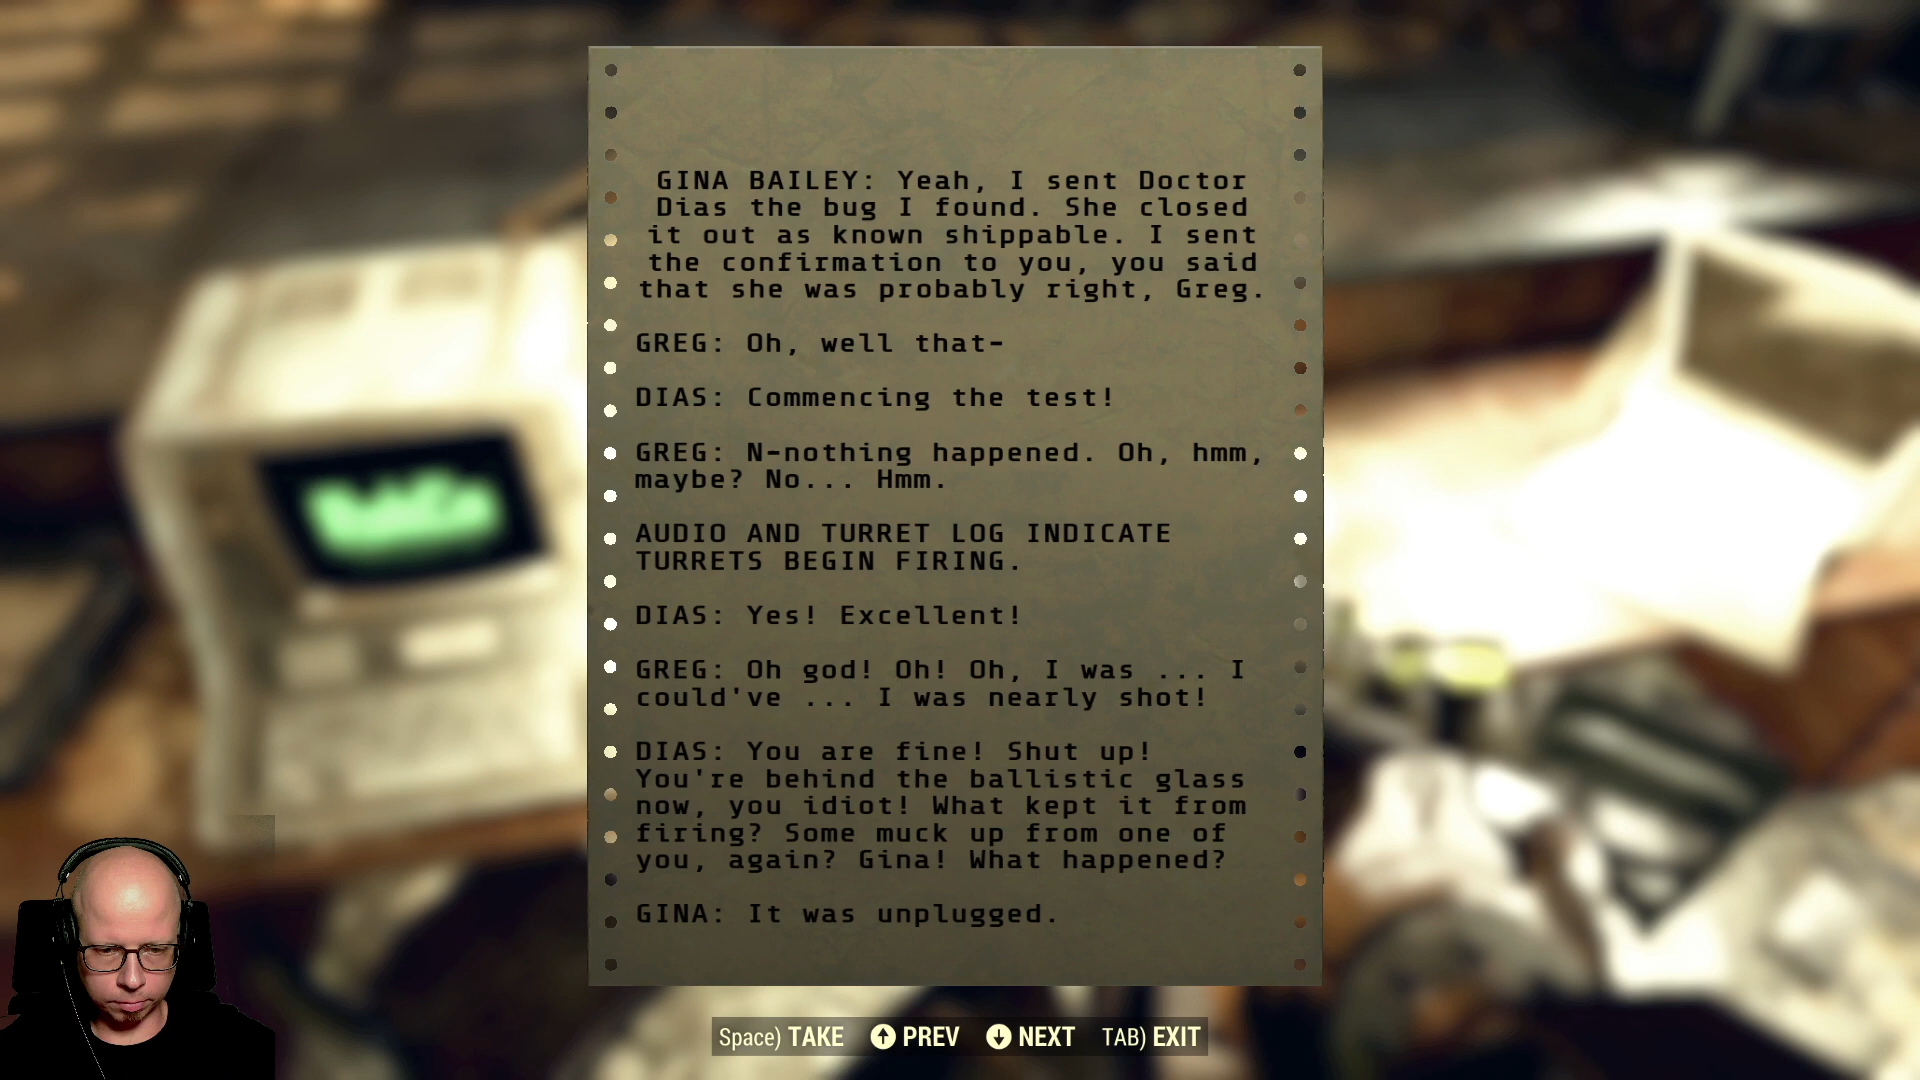 GINA BAILEY: Yeah, I sent Doctor
Dias the bug I found. She closed
it out as known shippable. I sent
the confirmation to you, you said
that she was probably right, Greg.
GREG: Oh, well that-
DIAS: Commencing the test!
GREG: N-nothing happened. Oh, hmm,
maybe? No... Hmm.
AUDIO AND TURRET LOG INDICATE
TURRETS BEGIN FIRING.
DIAS: Yes! Excellent!
GREG: Oh god! Oh! Oh, I was ... I
could've ... I was nearly shot!
DIAS: You are fine! Shut up!
You're behind the ballistic glass
now, you idiot! What kept it from
firing? Some muck up from one of
you, again? Gina! What happened?
GINA: It was unplugged.
Space) TAKE PREV NEXT TAB) EXIT